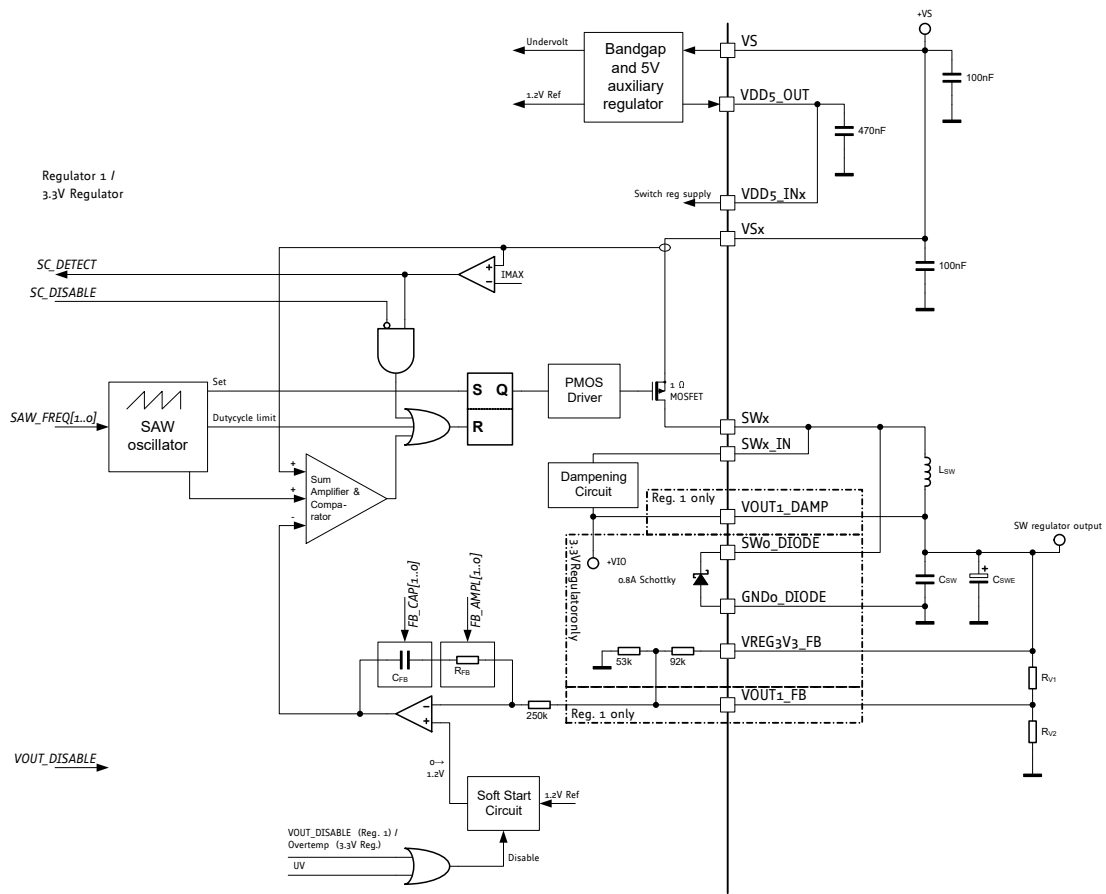 +VS
Undervolt
Bandgap
and 5V
auxiliary
regulator
VS
100nF
1.2V Ref
VDD5_OUT
470nF
Regulator 1 /
3.3V Regulator
Switch reg supply
VDD5_INx
VSx
SC_DETECT
+
-
IMAX
100nF
SC_DISABLE
Set
S Q
R
PMOS
Driver
1 Ω
MOSFET
SAW_FREQ[1..0]
SAW
oscillator
Dutycycle limit
SWx
SWx_IN
+
+
-
Sum
Amplifier &
Compa-
rator
Dampening
Circuit
LSW
Reg. 1 only
VOUT1_DAMP
SW regulator output
3.3V Regulator only
SW0_DIODE
+VIO
0.8A Schottky
CSW
+
CSWE
GND0_DIODE
FB_CAP[1..0]
FB_AMPL[1..0]
CFB
RFB
53k
92k
VREG3V3_FB
RV1
−
+
250k
Reg. 1 only
VOUT1_FB
RV2
VOUT_DISABLE
0→
1.2V
Soft Start
Circuit
1.2V Ref
VOUT_DISABLE (Reg. 1) /
Overtemp (3.3V Reg.)
UV
Disable